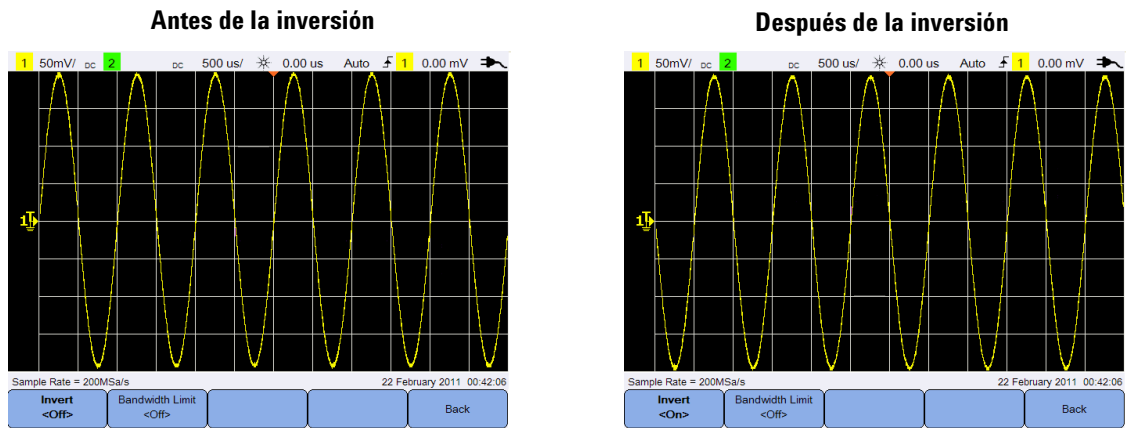 Antes de la inversión
1 50mV/ DC 2 DC 500 us/ 0.00 us Auto 1 0.00 mV
1
Sample Rate = 200MSa/s 22 February 2011 00:42:06
Invert
<Off>
Bandwidth Limit
<Off>
Back
Después de la inversión
1 50mV/ DC 2 DC 500 us/ 0.00 us Auto 1 0.00 mV
1
Sample Rate = 200MSa/s 22 February 2011 00:42:06
Invert
<On>
Bandwidth Limit
<Off>
Back